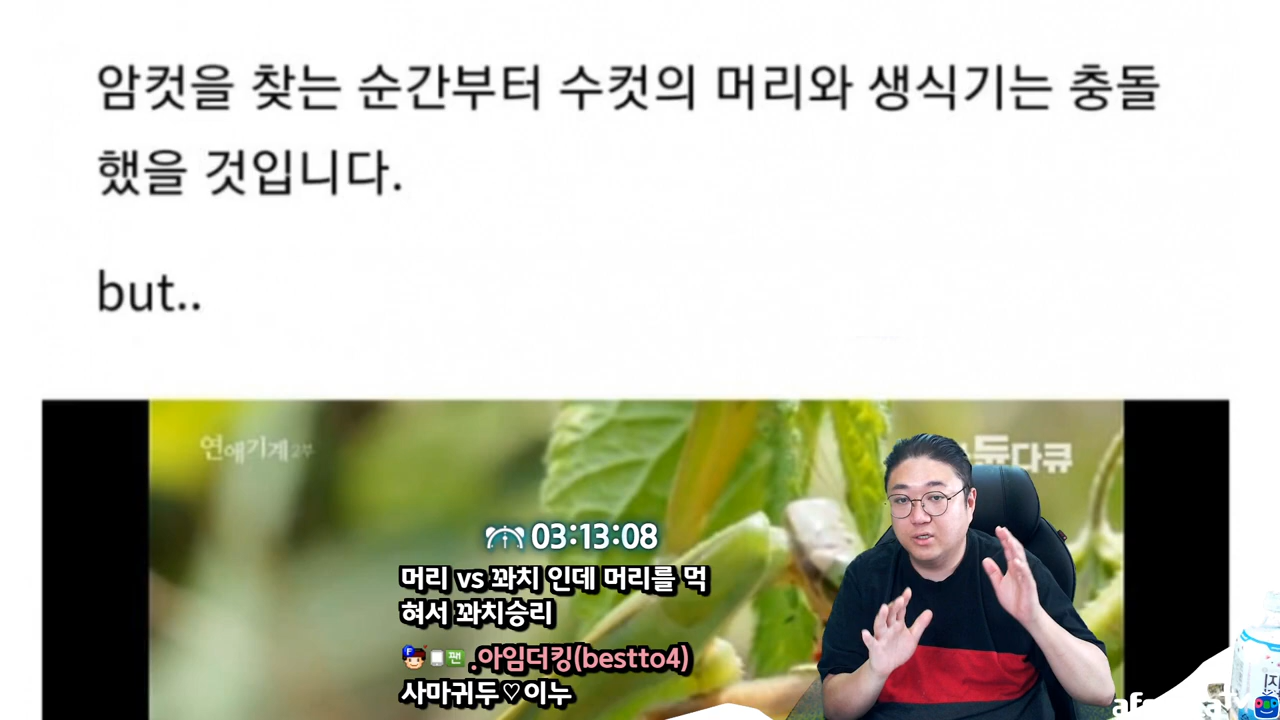 암컷을 찾는 순간부터 수컷의 머리와 생식기는 충돌
했을 것입니다.
but..
연애기계2부
듀다큐
03:13:08
머리 vs 꽈치 인데 머리를 먹
혀서 꽈치승리
F 팬 .아임더킹(bestto4)
사마귀두♡이누